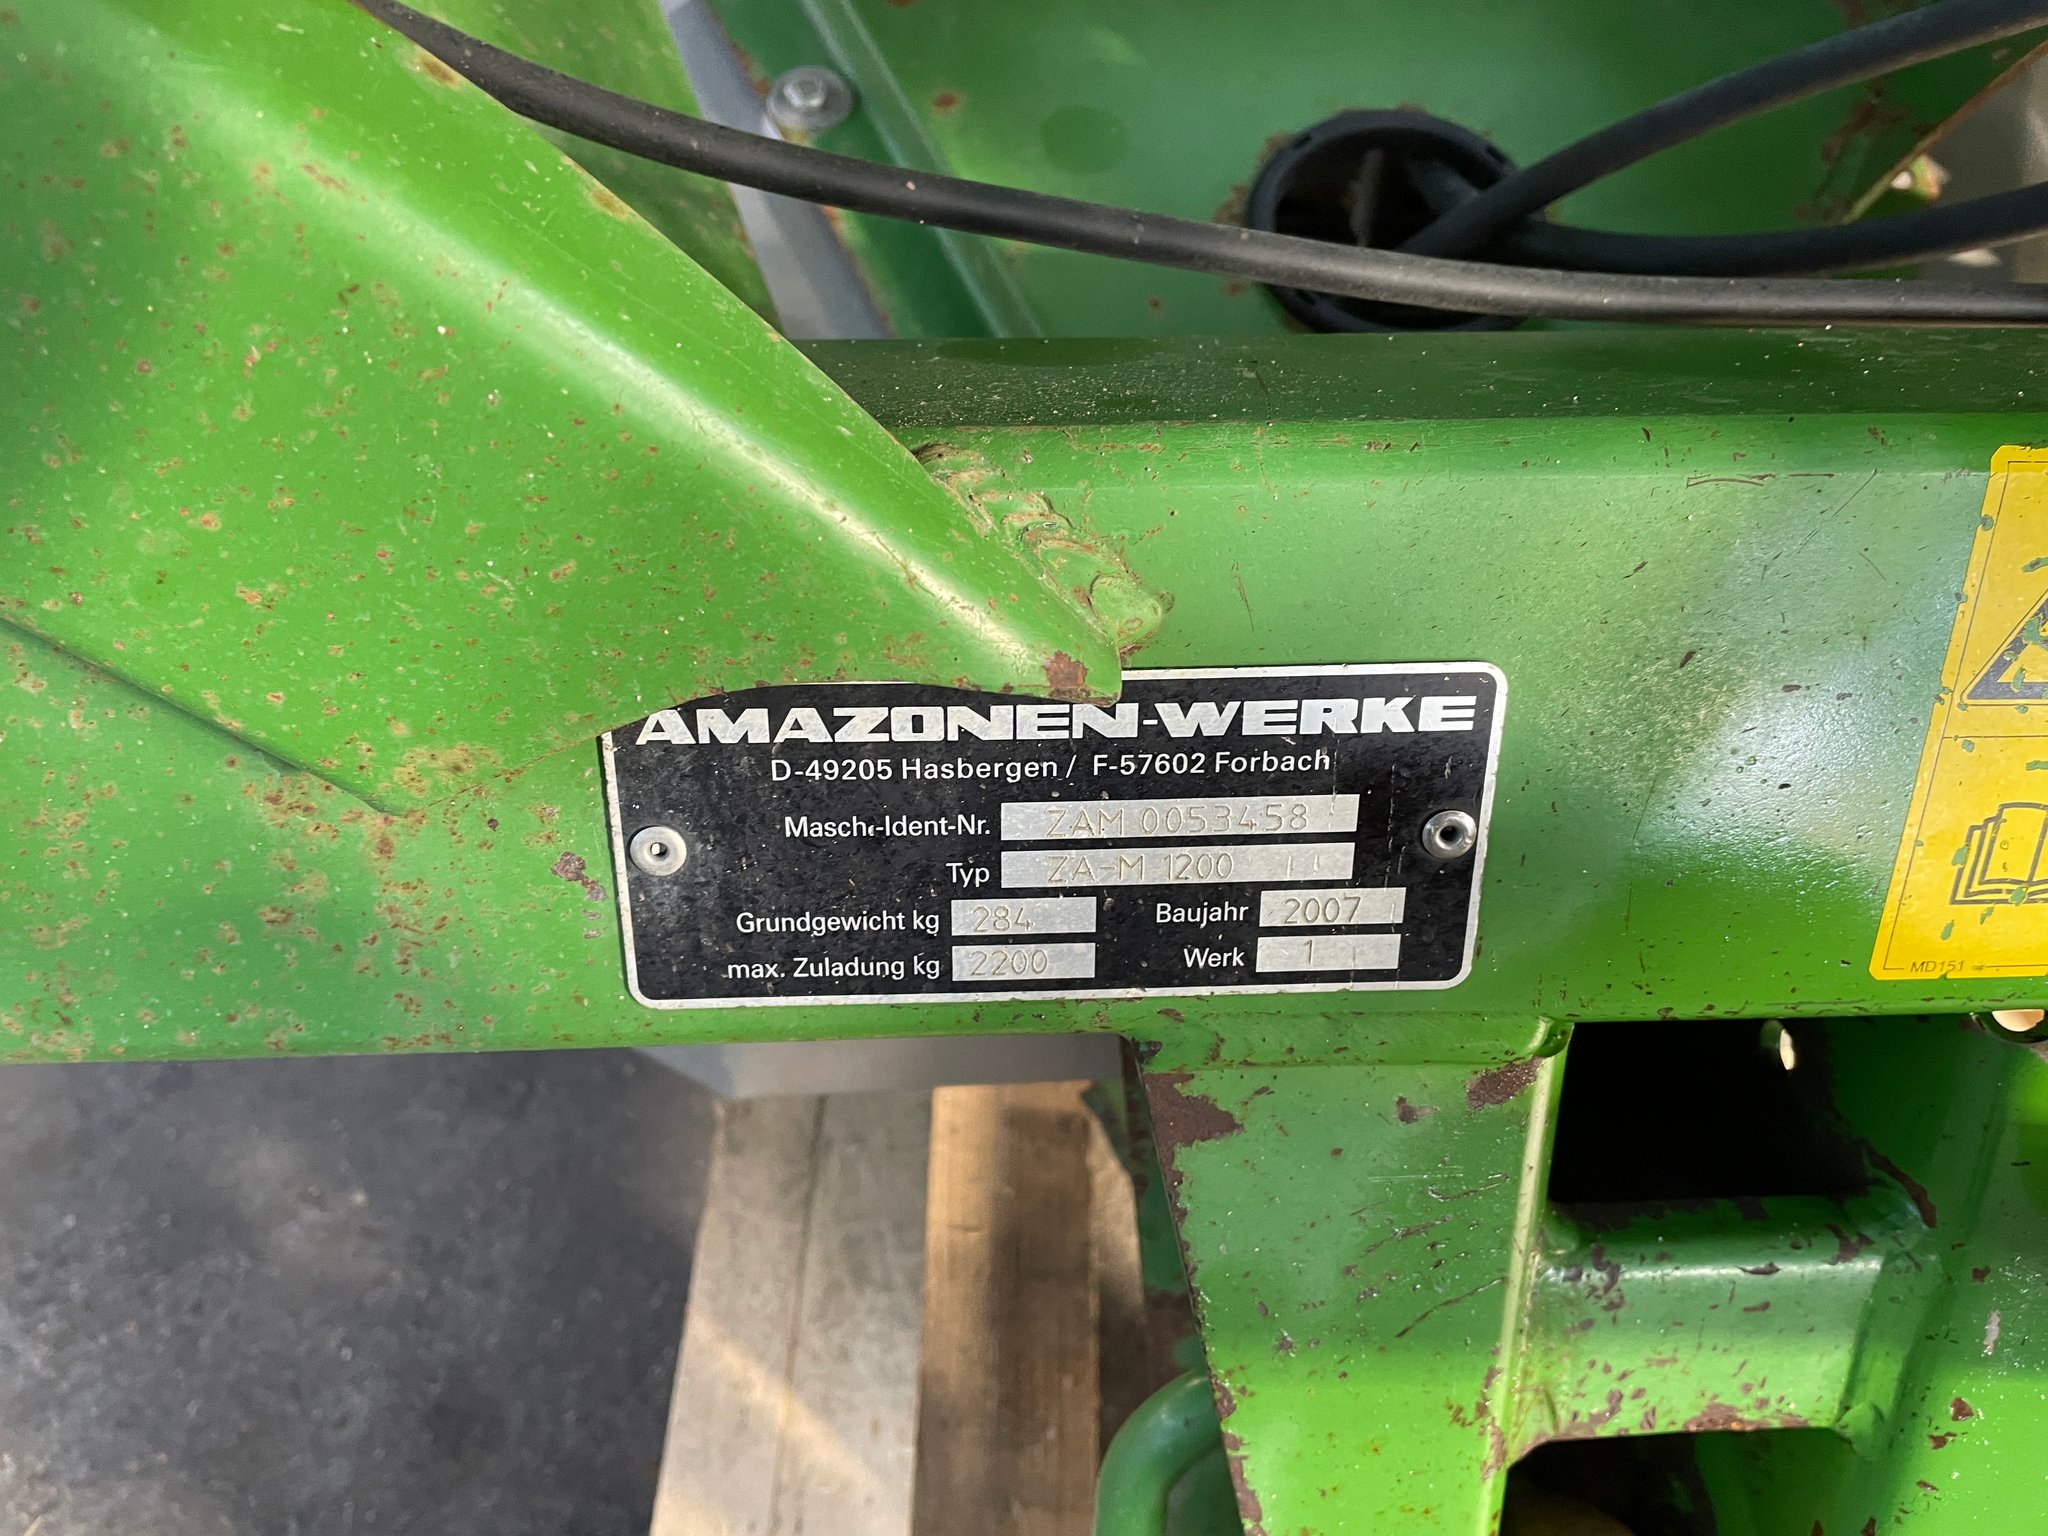 AMAZONEN-WERKE
D-49205 Hasbergen / F-57602 Forbach
Masch.-Ident-Nr. ZAM 0053458
Typ ZA-M 1200
Grundgewicht kg 284 Baujahr 2007
max. Zuladung kg 2200 Werk 1
MD151